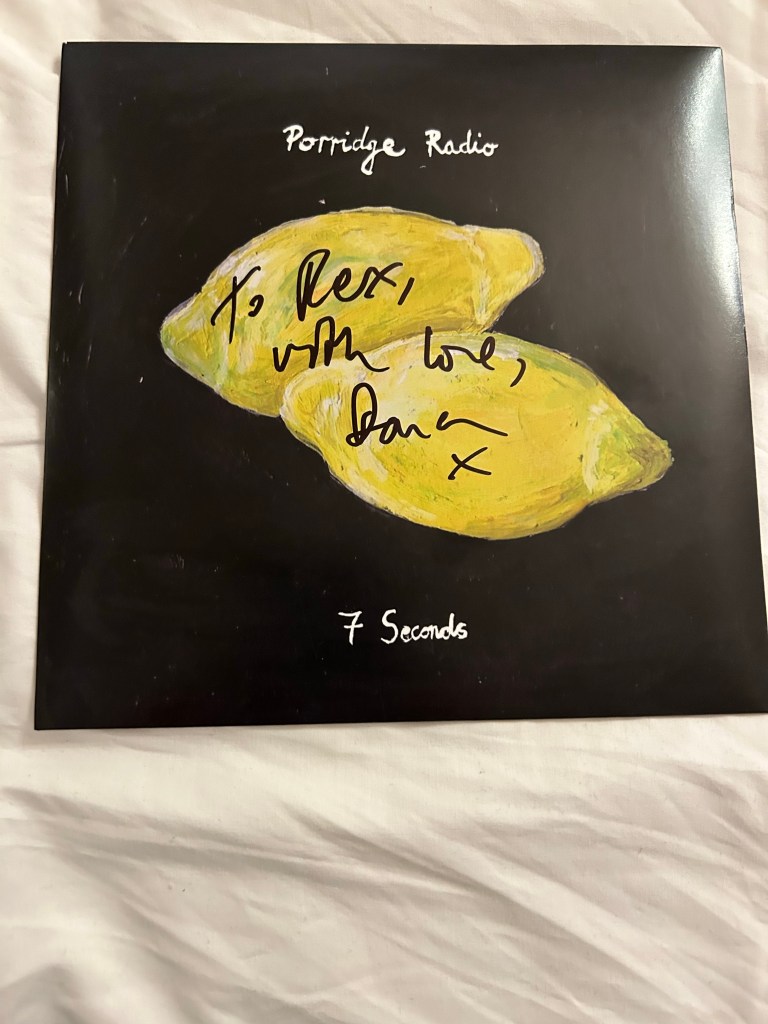 Porridge Radio
To Rex,
with love,
Dana
x
7 Seconds